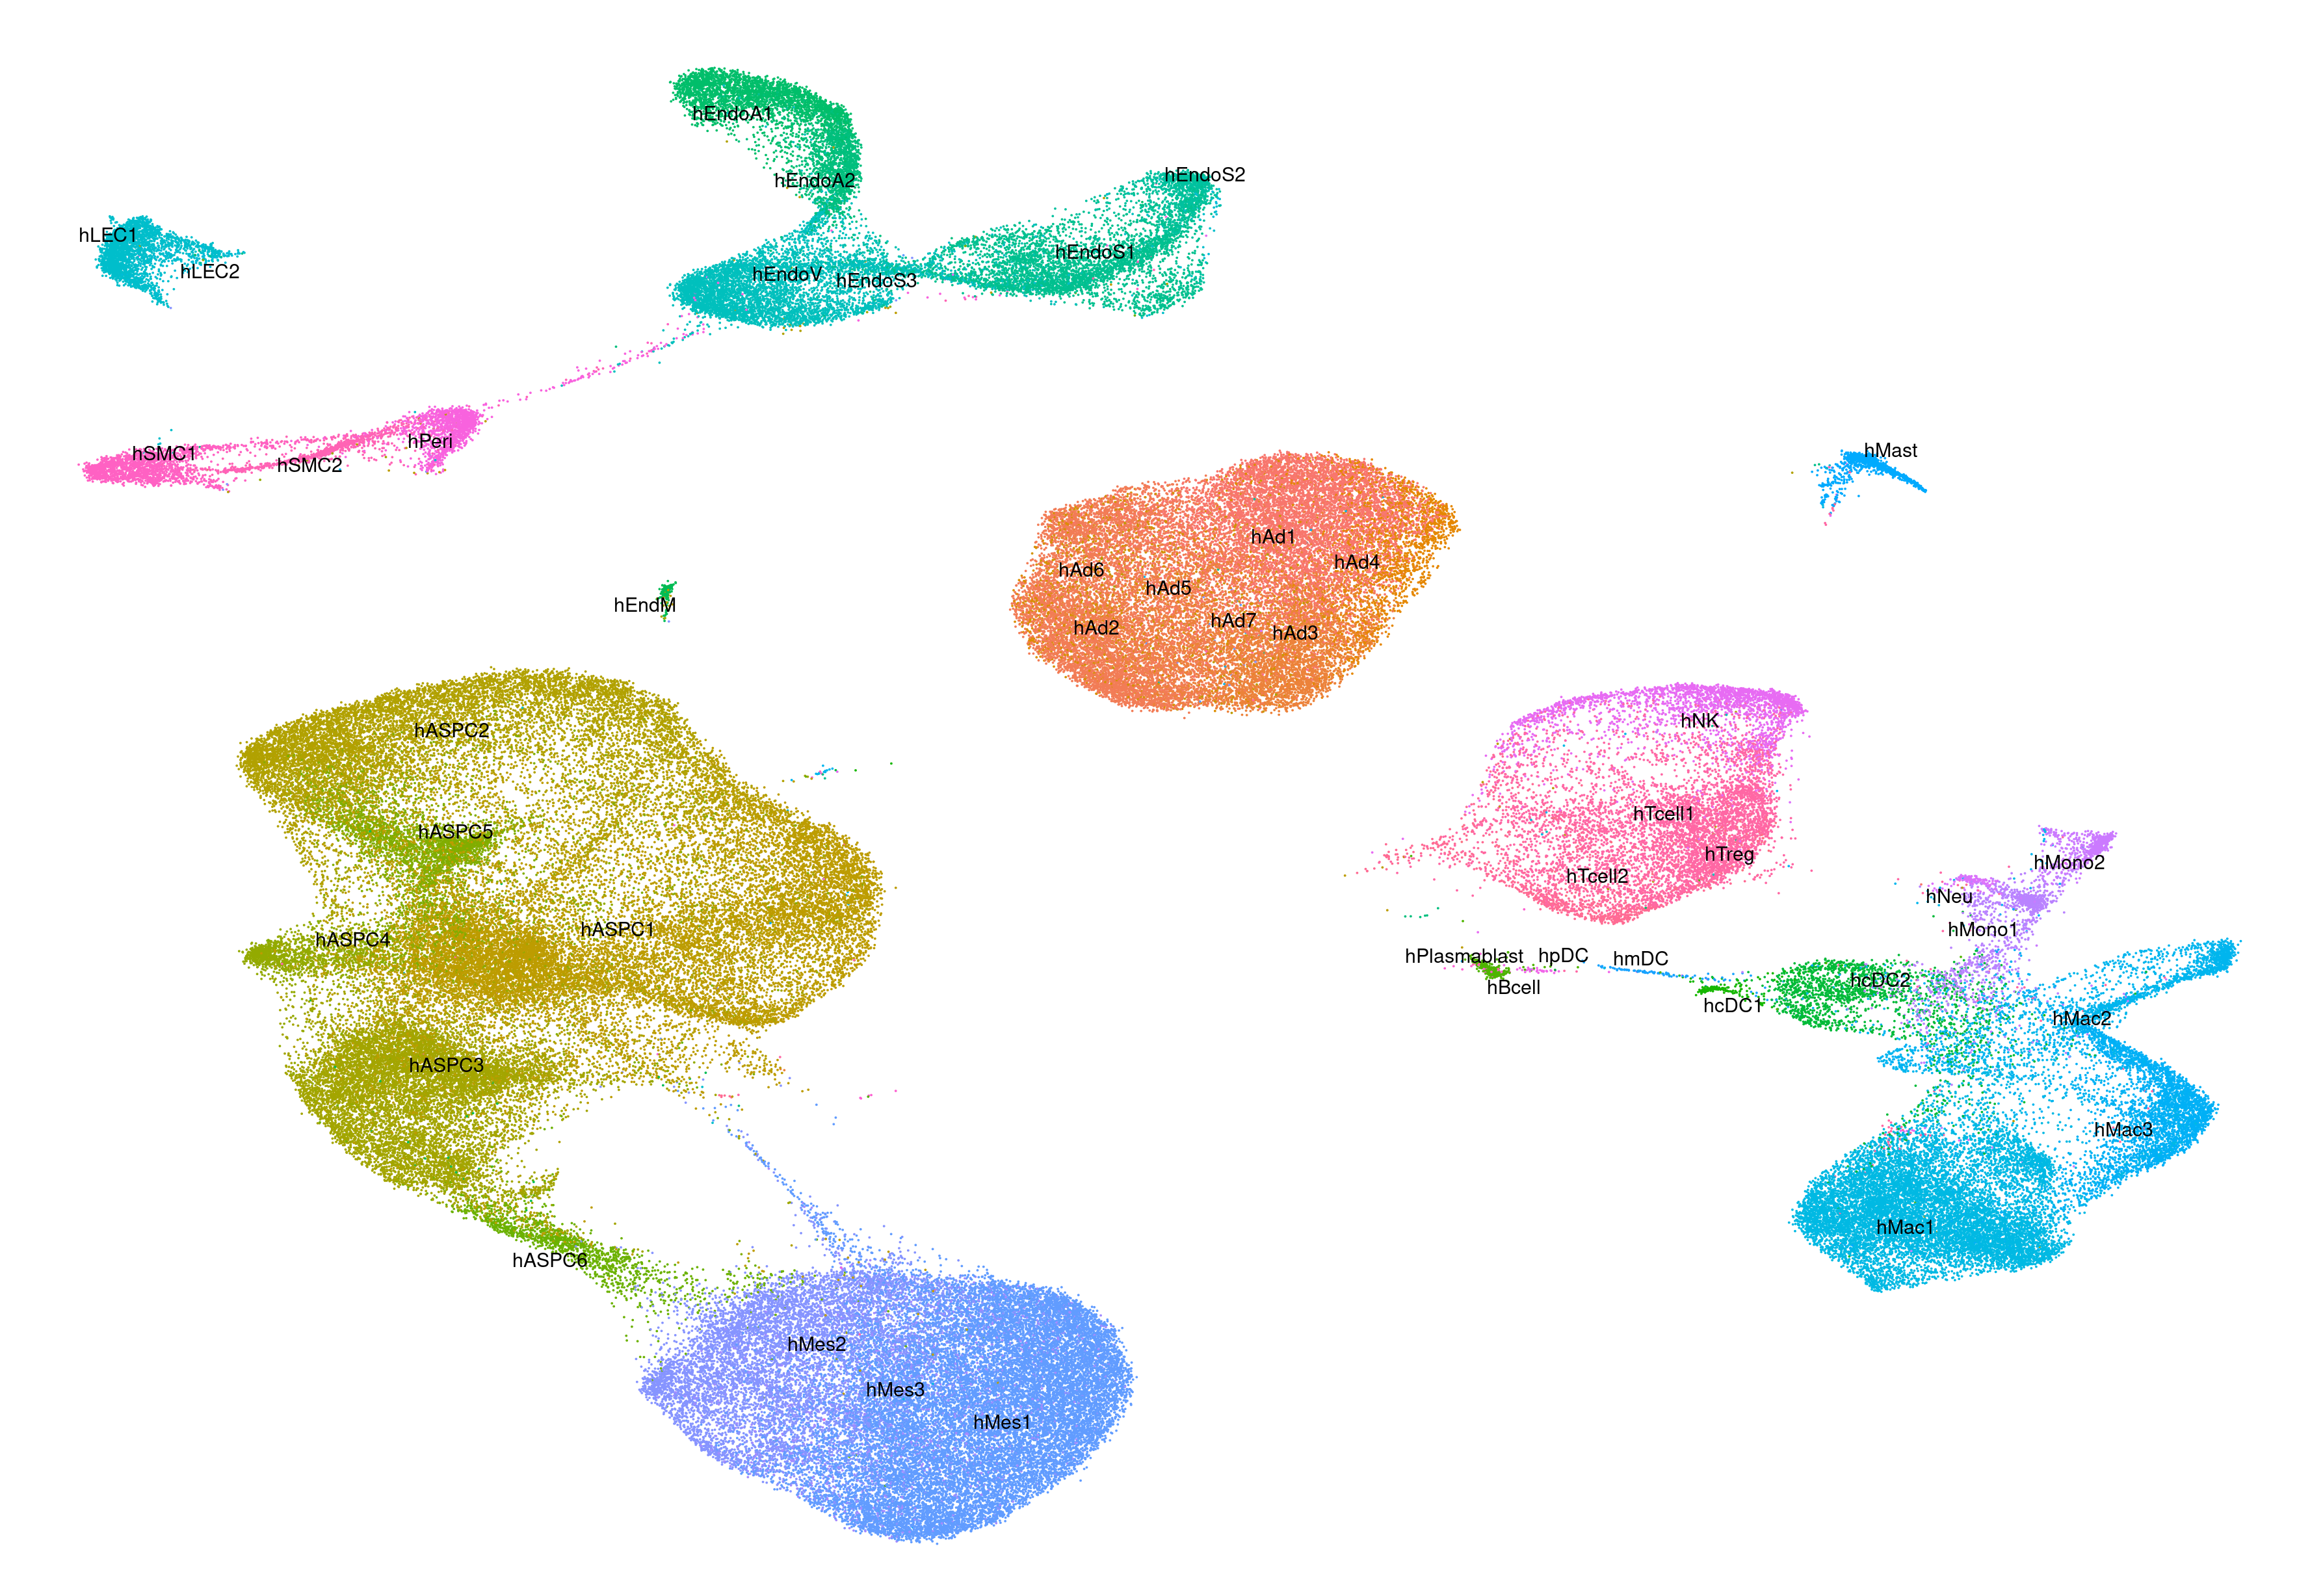 hEndoA1
hEndoA2
hEndoS2
hLEC1
hEndoS1
hLEC2
hEndoV
hEndoS3
hPeri
hSMC1
hSMC2
hMast
hAd1
hAd4
hAd6
hAd5
hEndM
hAd7
hAd2
hAd3
hNK
hASPC2
hTcell1
hASPC5
hTreg
hMono2
hTcell2
hNeu
hASPC1
hMono1
hASPC4
hPlasmablast
hpDC
hmDC
hcDC2
hBcell
hcDC1
hMac2
hASPC3
hMac3
hMac1
hASPC6
hMes2
hMes3
hMes1